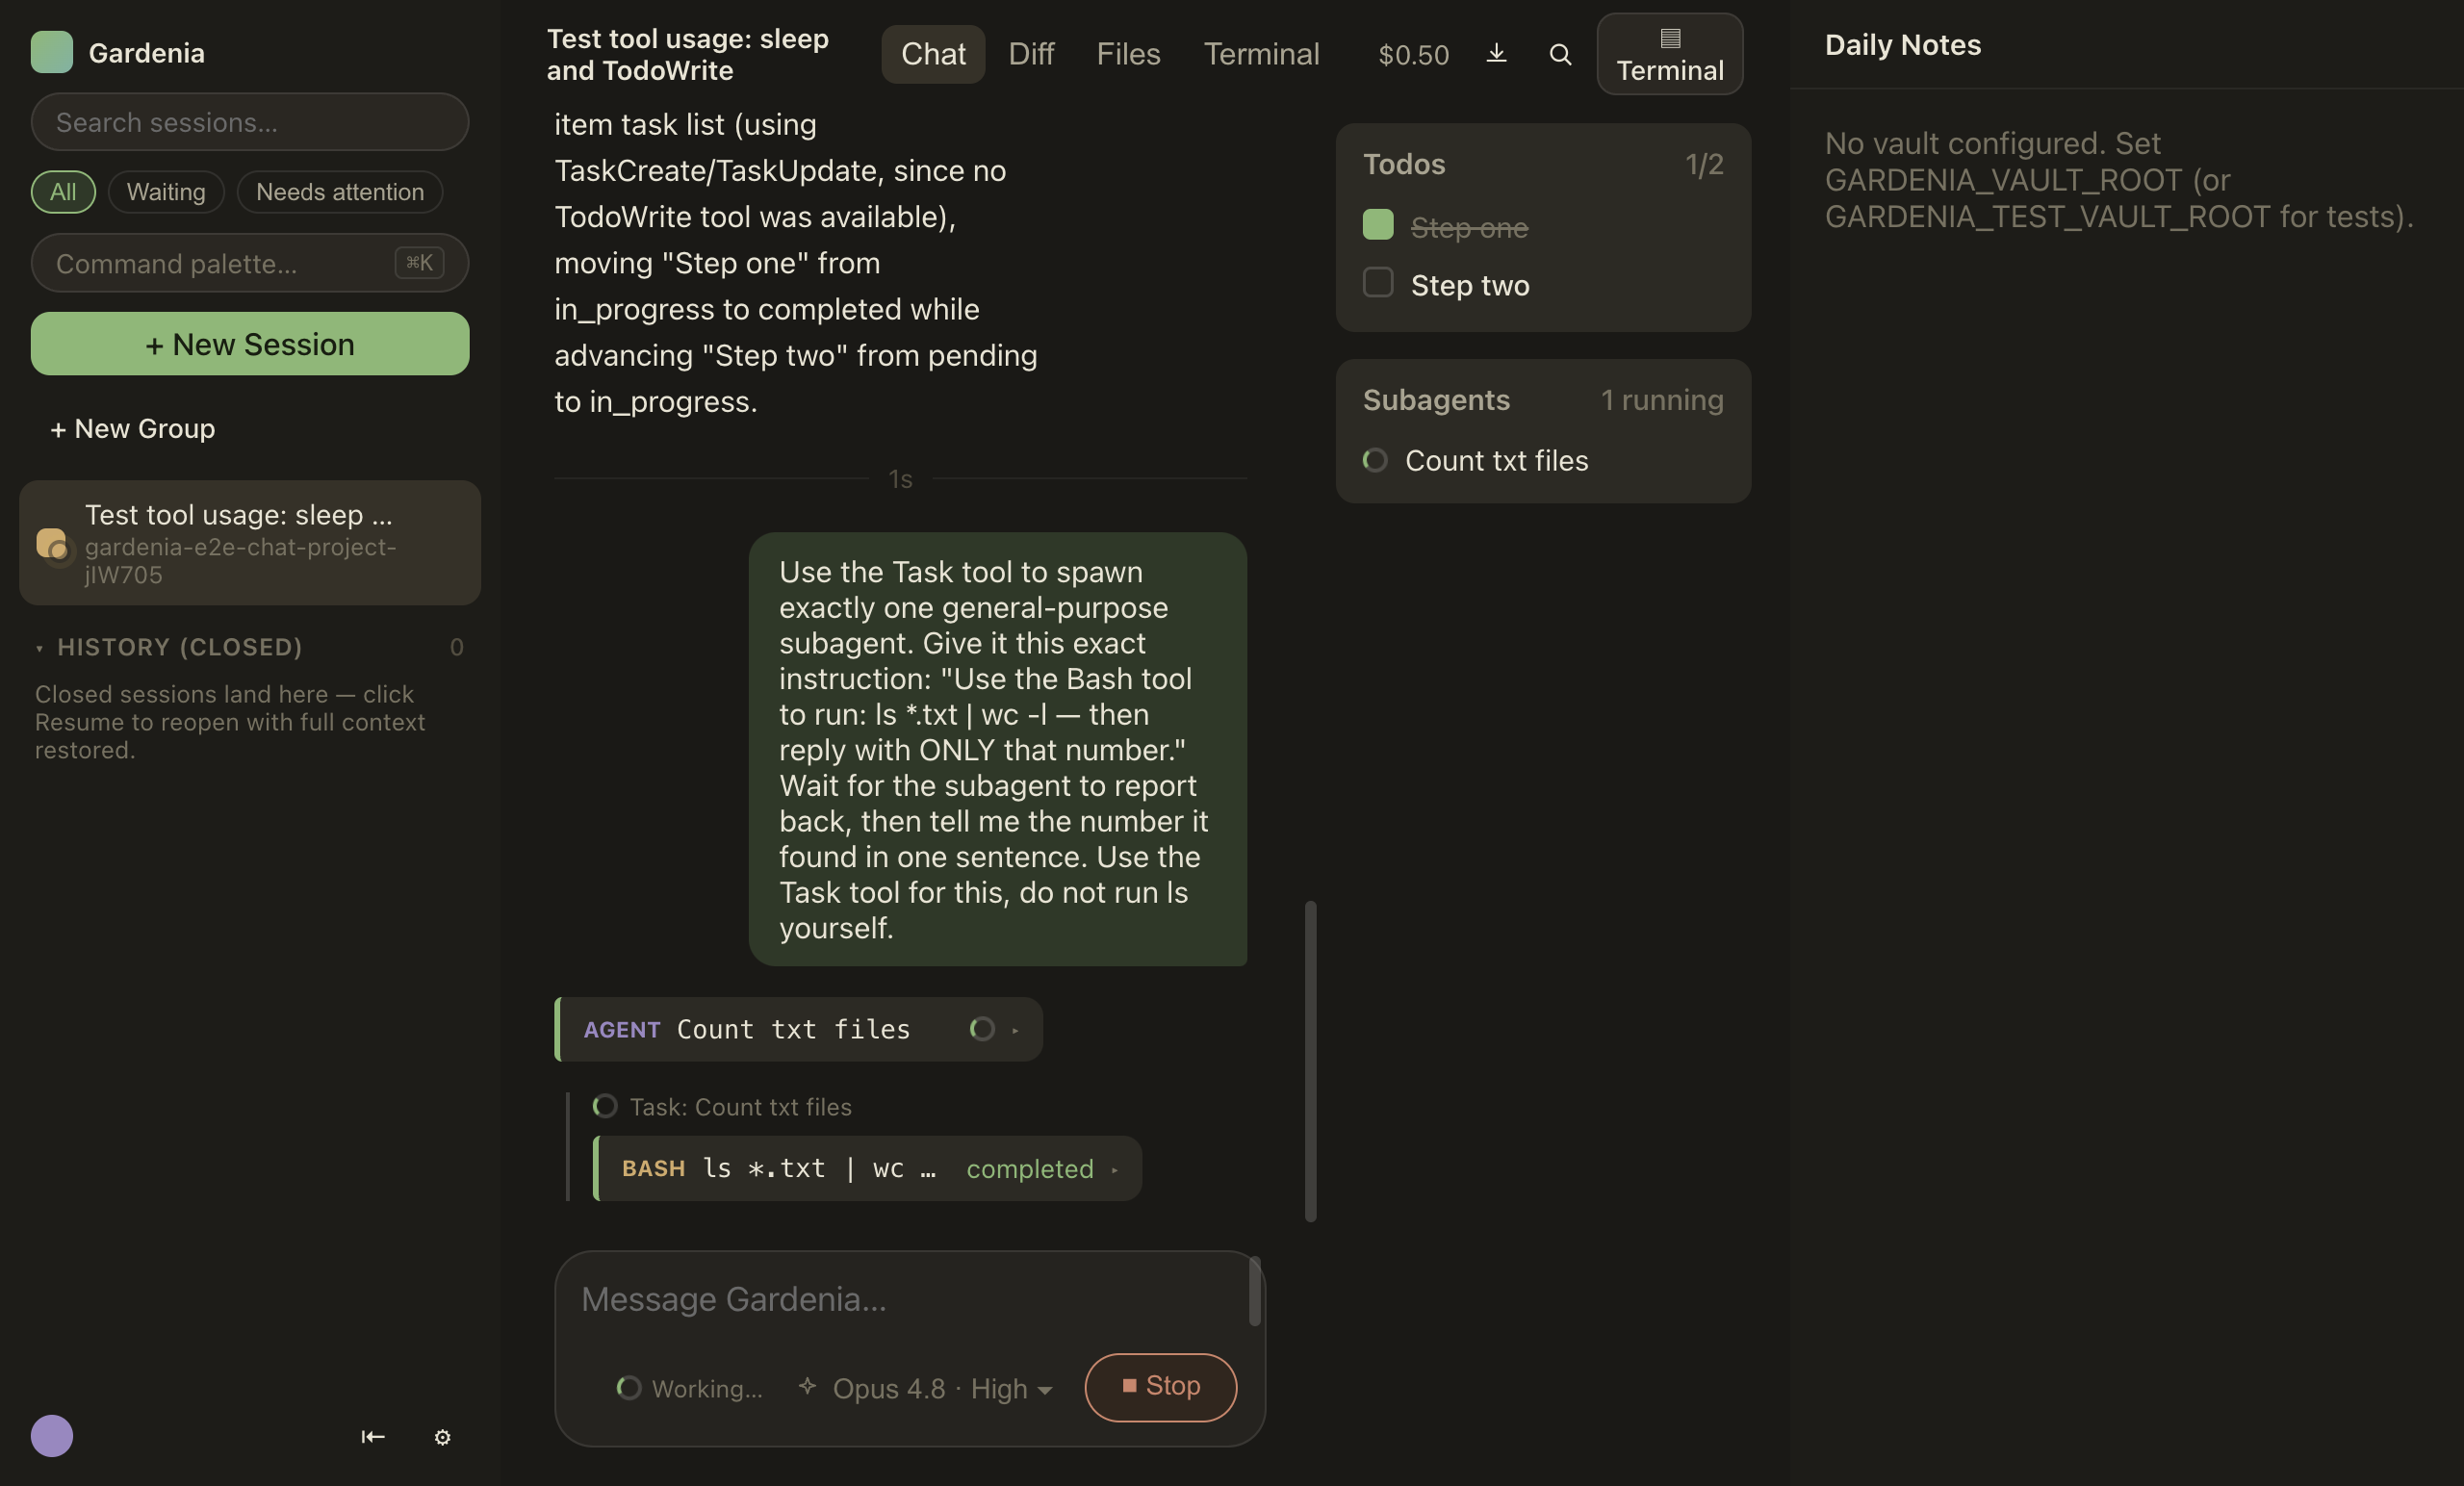 Gardenia
Search sessions...
All
Waiting
Needs attention
Command palette...
⌘K
+ New Session
+ New Group
Test tool usage: sleep ...
gardenia-e2e-chat-project-
jIW705
HISTORY (CLOSED)
0
Closed sessions land here — click
Resume to reopen with full context
restored.
Test tool usage: sleep
and TodoWrite
Chat
Diff
Files
Terminal
$0.50
Terminal
item task list (using
TaskCreate/TaskUpdate, since no
TodoWrite tool was available),
moving "Step one" from
in_progress to completed while
advancing "Step two" from pending
to in_progress.
1s
Use the Task tool to spawn
exactly one general-purpose
subagent. Give it this exact
instruction: "Use the Bash tool
to run: ls *.txt | wc -l — then
reply with ONLY that number."
Wait for the subagent to report
back, then tell me the number it
found in one sentence. Use the
Task tool for this, do not run ls
yourself.
AGENT Count txt files
Task: Count txt files
BASH ls *.txt | wc … completed
Message Gardenia...
Working...
Opus 4.8 · High
Stop
Todos
1/2
Step one
Step two
Subagents
1 running
Count txt files
Daily Notes
No vault configured. Set
GARDENIA_VAULT_ROOT (or
GARDENIA_TEST_VAULT_ROOT for tests).